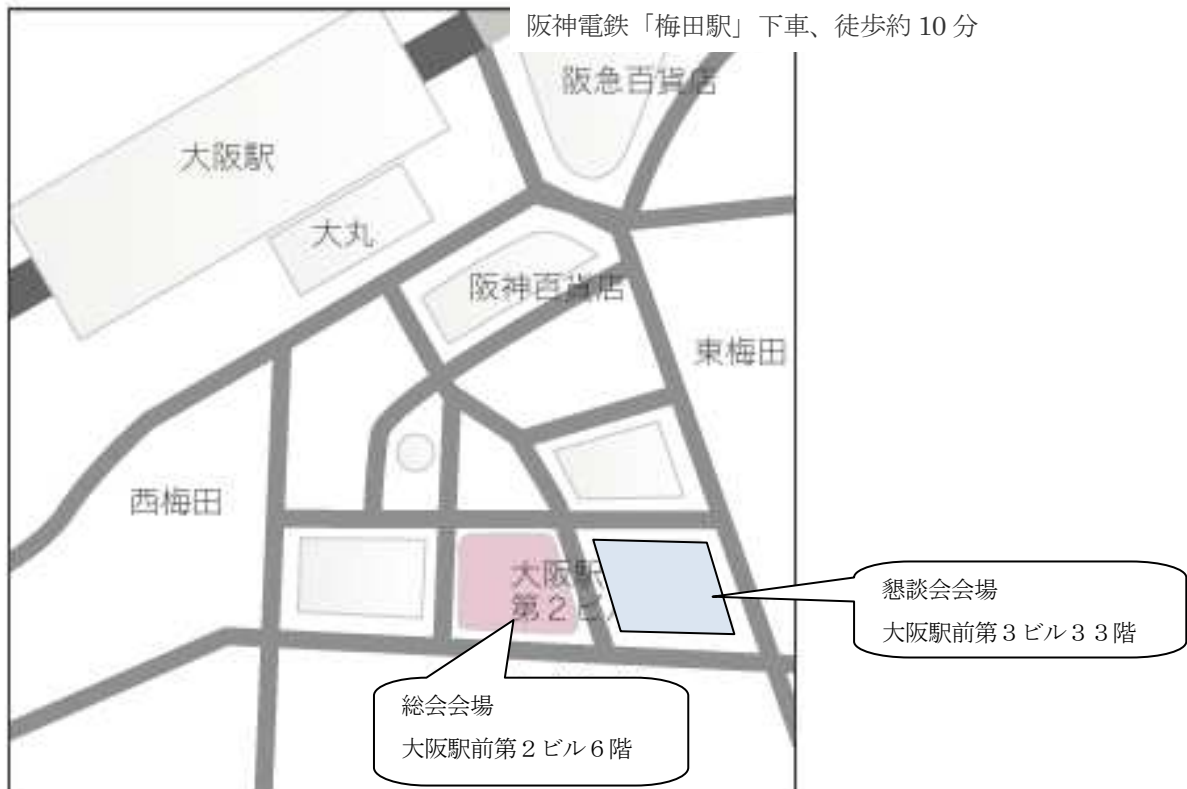 阪神電鉄「梅田駅」下車、徒歩約 10 分
阪急百貨店
大阪駅
大丸
阪神百貨店
東梅田
西梅田
大阪駅
第２ビル
懇談会会場
大阪駅前第３ビル３３階
総会会場
大阪駅前第２ビル６階